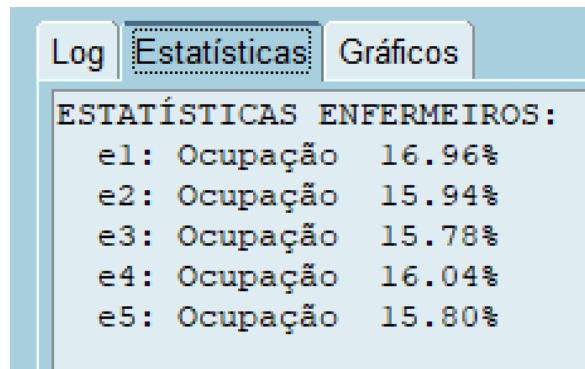 Log Estatísticas Gráficos
ESTATÍSTICAS ENFERMEIROS:
e1: Ocupação 16.96%
e2: Ocupação 15.94%
e3: Ocupação 15.78%
e4: Ocupação 16.04%
e5: Ocupação 15.80%